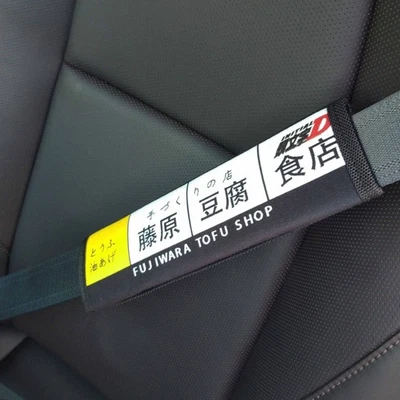 INITIAL D
手づくりの店
とうふ
油あげ
藤原 豆腐 食店
FUJIWARA TOFU SHOP